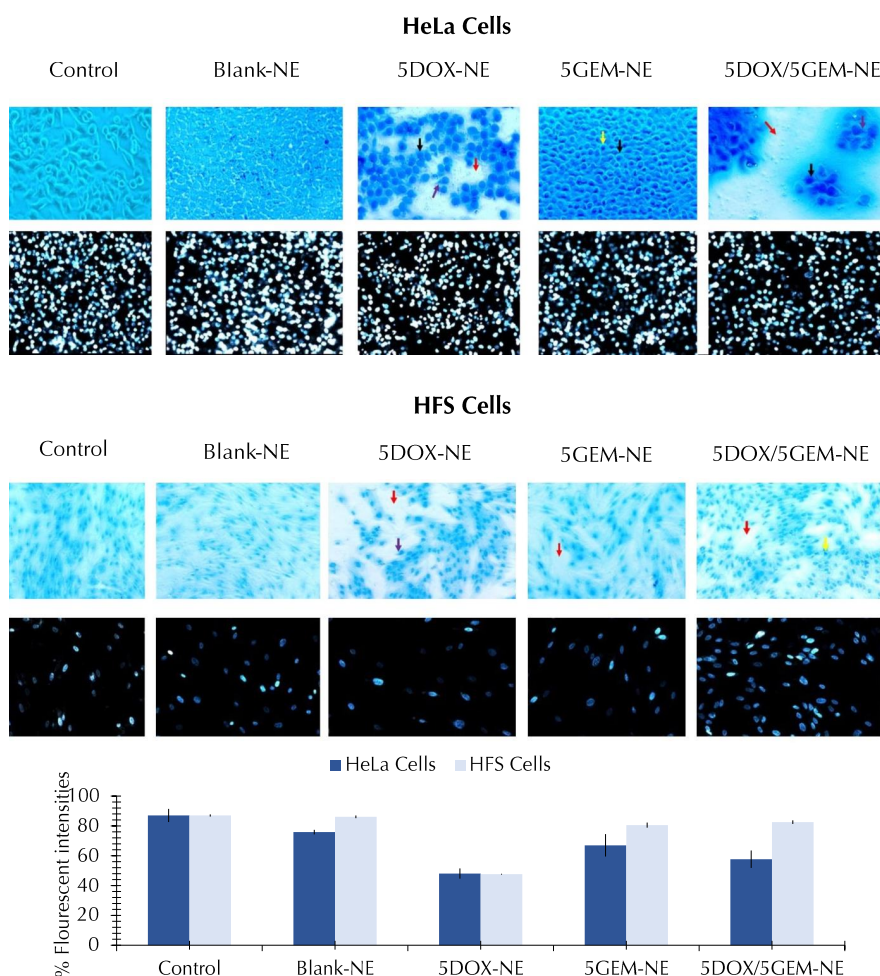 HeLa Cells
Control Blank-NE 5DOX-NE 5GEM-NE 5DOX/5GEM-NE
HFS Cells
Control Blank-NE 5DOX-NE 5GEM-NE 5DOX/5GEM-NE
HeLa Cells HFS Cells
% Flourescent intensities
100
80
60
40
20
0
Control Blank-NE 5DOX-NE 5GEM-NE 5DOX/5GEM-NE